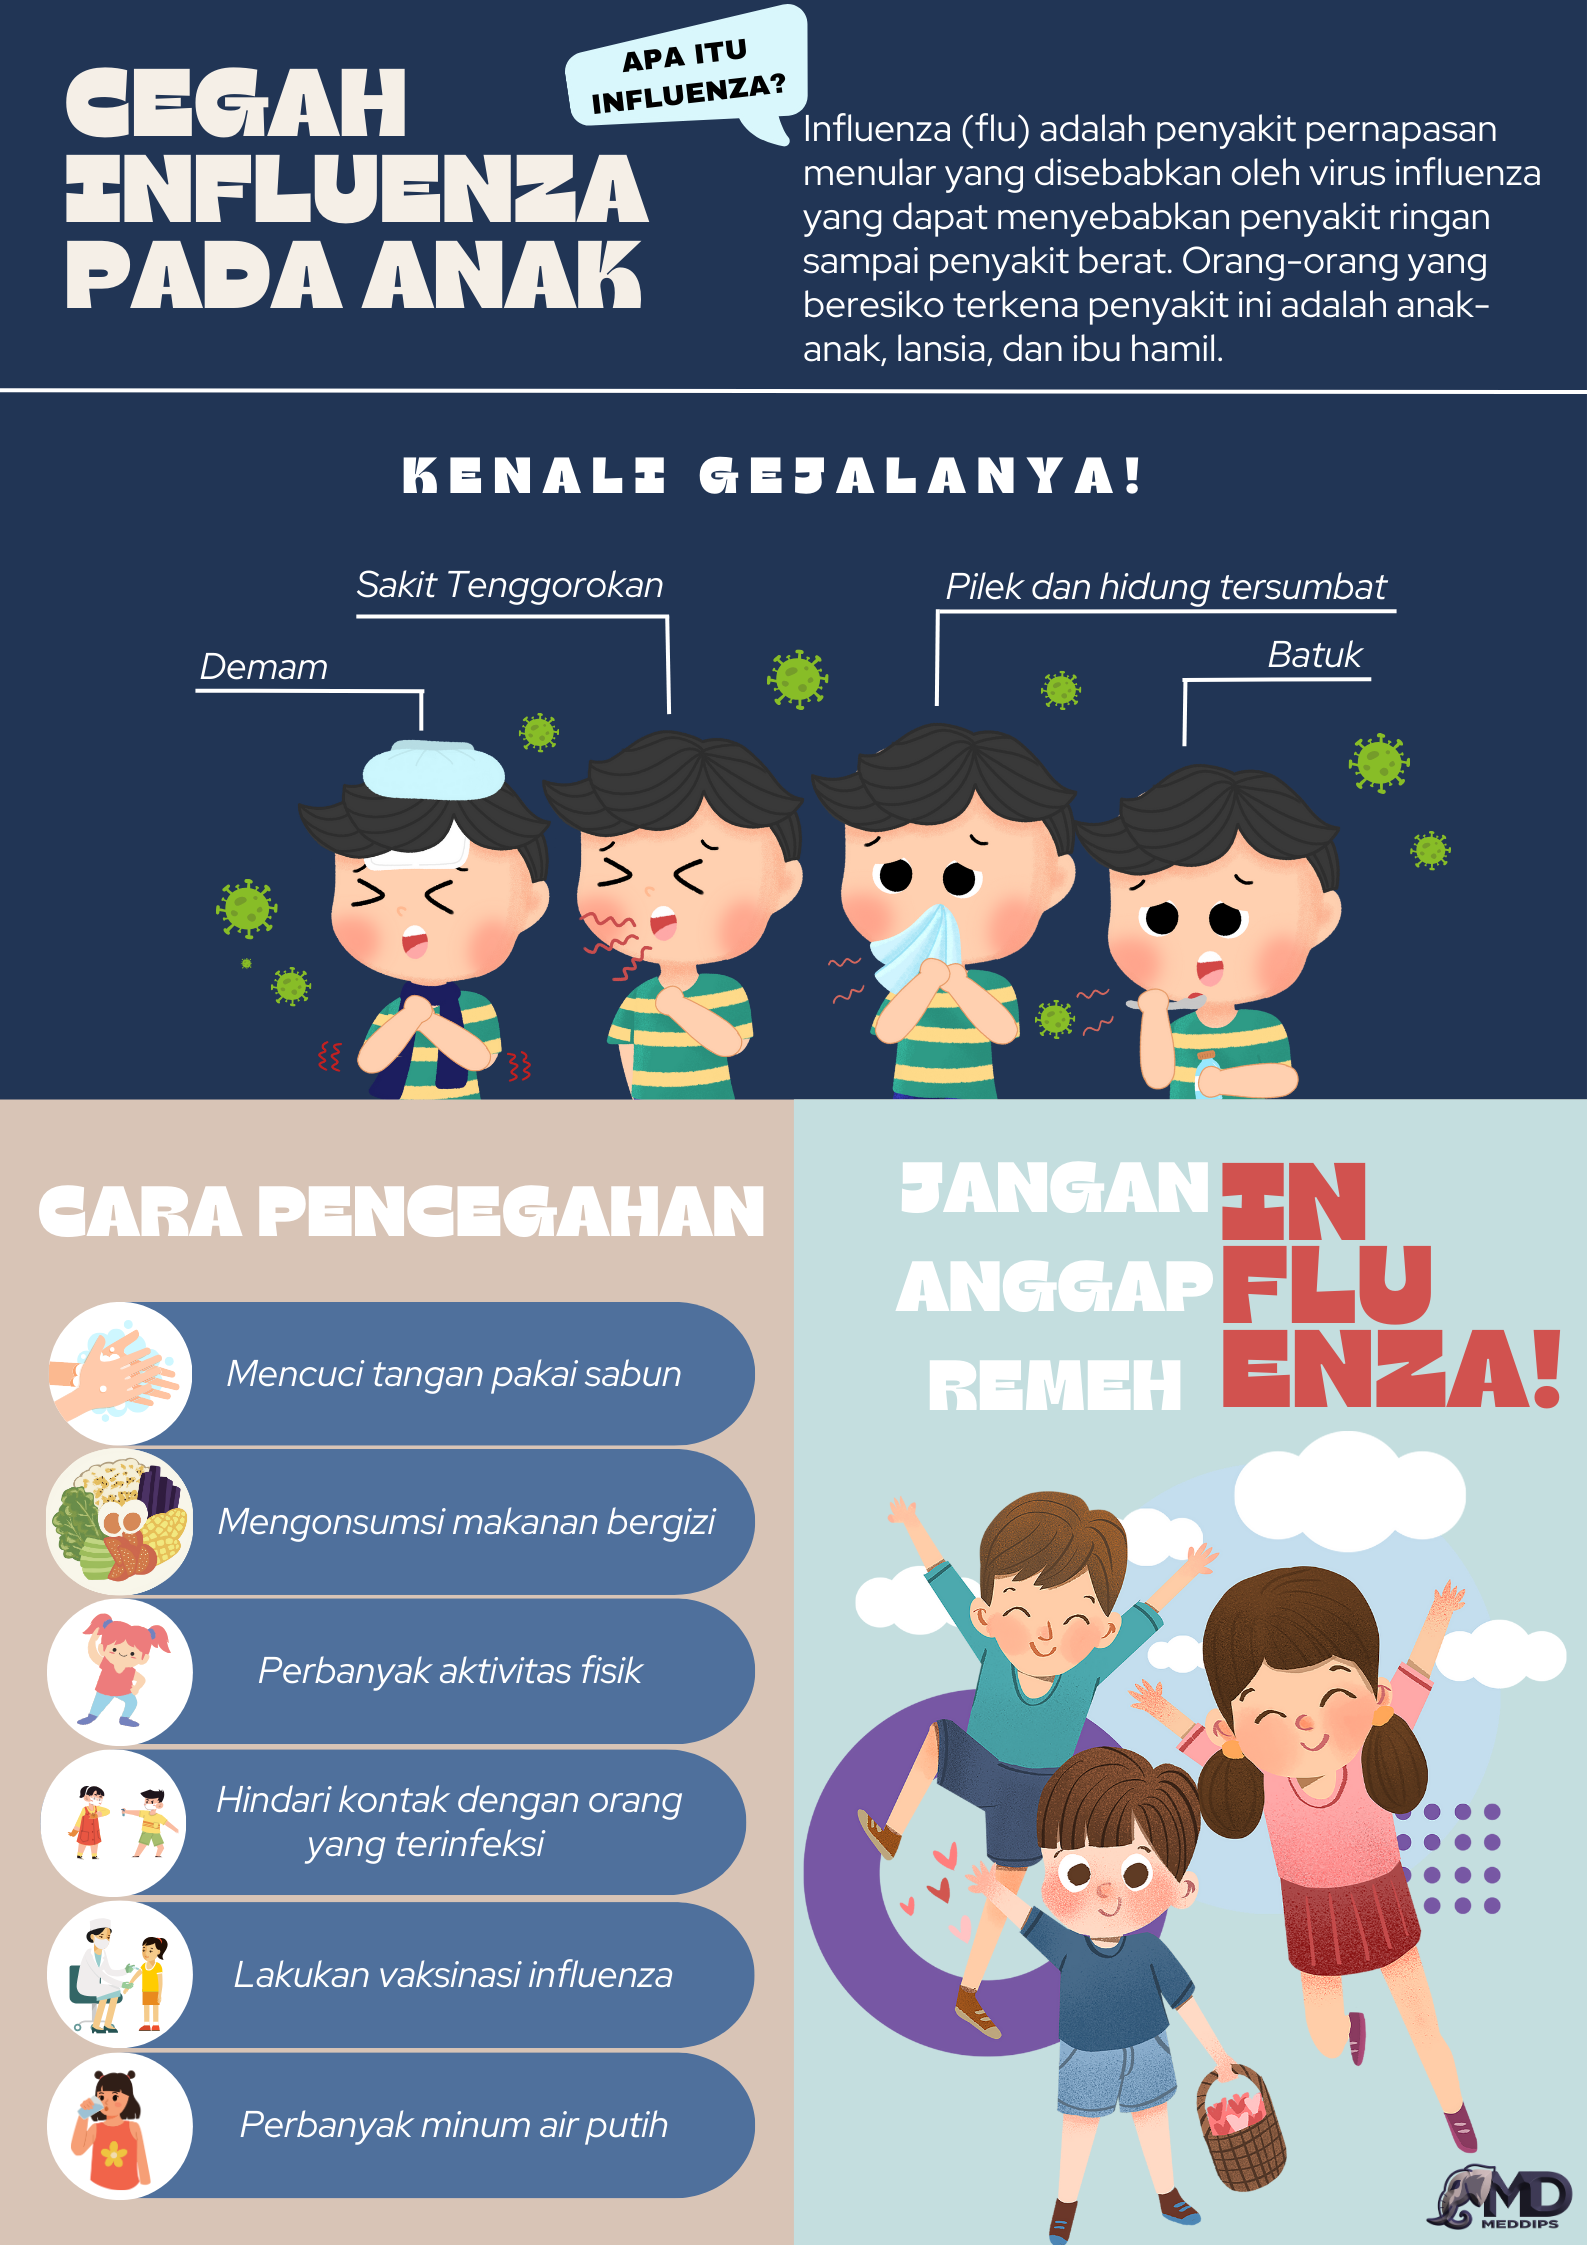 CEGAH
INFLUENZA
PADA ANAK
APA ITU
INFLUENZA?
Influenza (flu) adalah penyakit pernapasan
menular yang disebabkan oleh virus influenza
yang dapat menyebabkan penyakit ringan
sampai penyakit berat. Orang-orang yang
beresiko terkena penyakit ini adalah anak-
anak, lansia, dan ibu hamil.
KENALI GEJALANYA!
Sakit Tenggorokan
Pilek dan hidung tersumbat
Demam
Batuk
CARA PENCEGAHAN
Mencuci tangan pakai sabun
Mengonsumsi makanan bergizi
Perbanyak aktivitas fisik
Hindari kontak dengan orang
yang terinfeksi
Lakukan vaksinasi influenza
Perbanyak minum air putih
JANGAN
ANGGAP
REMEH
IN
FLU
ENZA!
MD
MEDDIPS